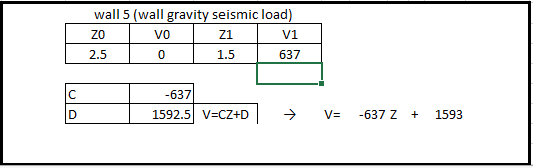 wall 5 (wall gravity seismic load)
Z0 V0 Z1 V1
2.5 0 1.5 637
C -637
D 1592.5 V=CZ+D → V= -637 Z + 1593